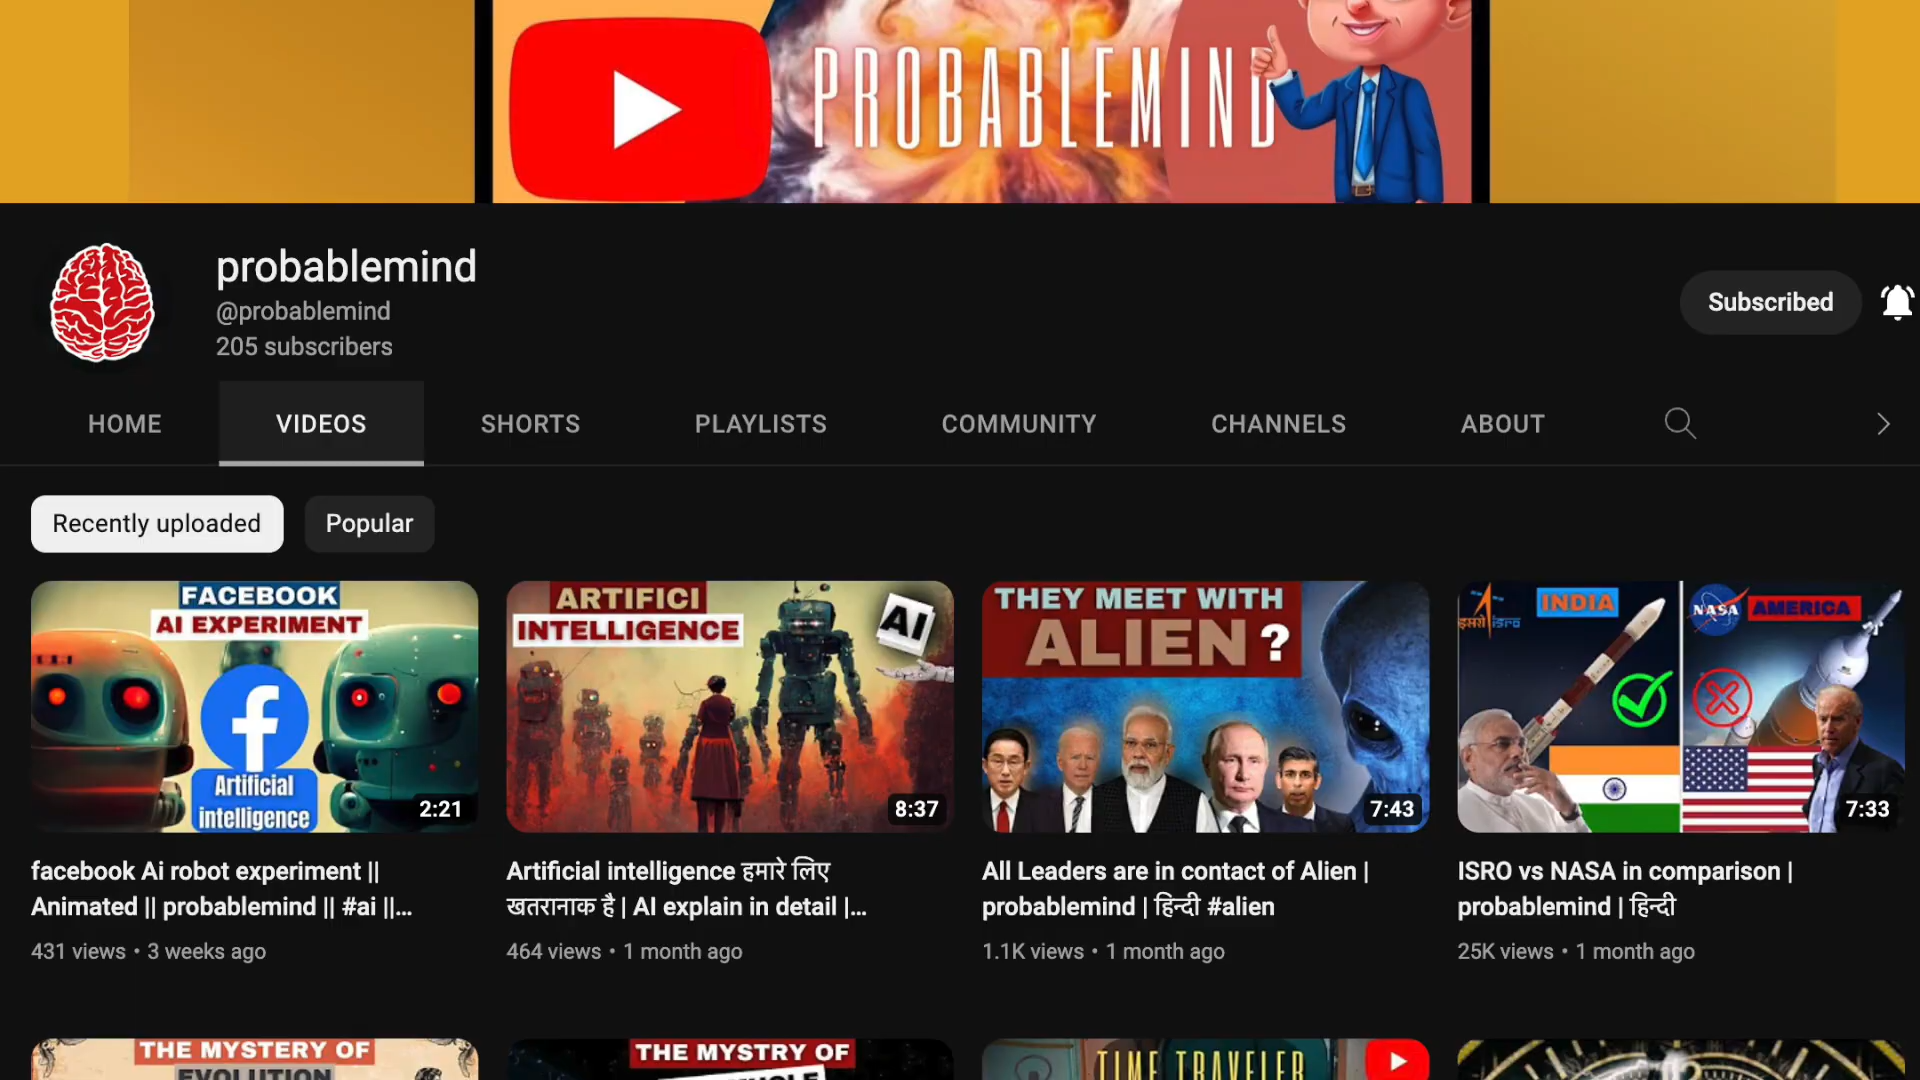 PROBABLEMIND
probablemind
@probablemind
205 subscribers
Subscribed
HOME
VIDEOS
SHORTS
PLAYLISTS
COMMUNITY
CHANNELS
ABOUT
Recently uploaded
Popular
FACEBOOK
AI EXPERIMENT
Artificial
intelligence
2:21
ARTIFICI
INTELLIGENCE
AI
8:37
THEY MEET WITH
ALIEN ?
7:43
इसरो isro
INDIA
NASA
AMERICA
7:33
facebook Ai robot experiment ||
Animated || probablemind || #ai ||...
431 views • 3 weeks ago
Artificial intelligence हमारे लिए
खतरानाक है | AI explain in detail |...
464 views • 1 month ago
All Leaders are in contact of Alien |
probablemind | हिन्दी #alien
1.1K views • 1 month ago
ISRO vs NASA in comparison |
probablemind | हिन्दी
25K views • 1 month ago
THE MYSTERY OF
EVOLUTION
THE MYSTRY OF
TIME TRAVELER